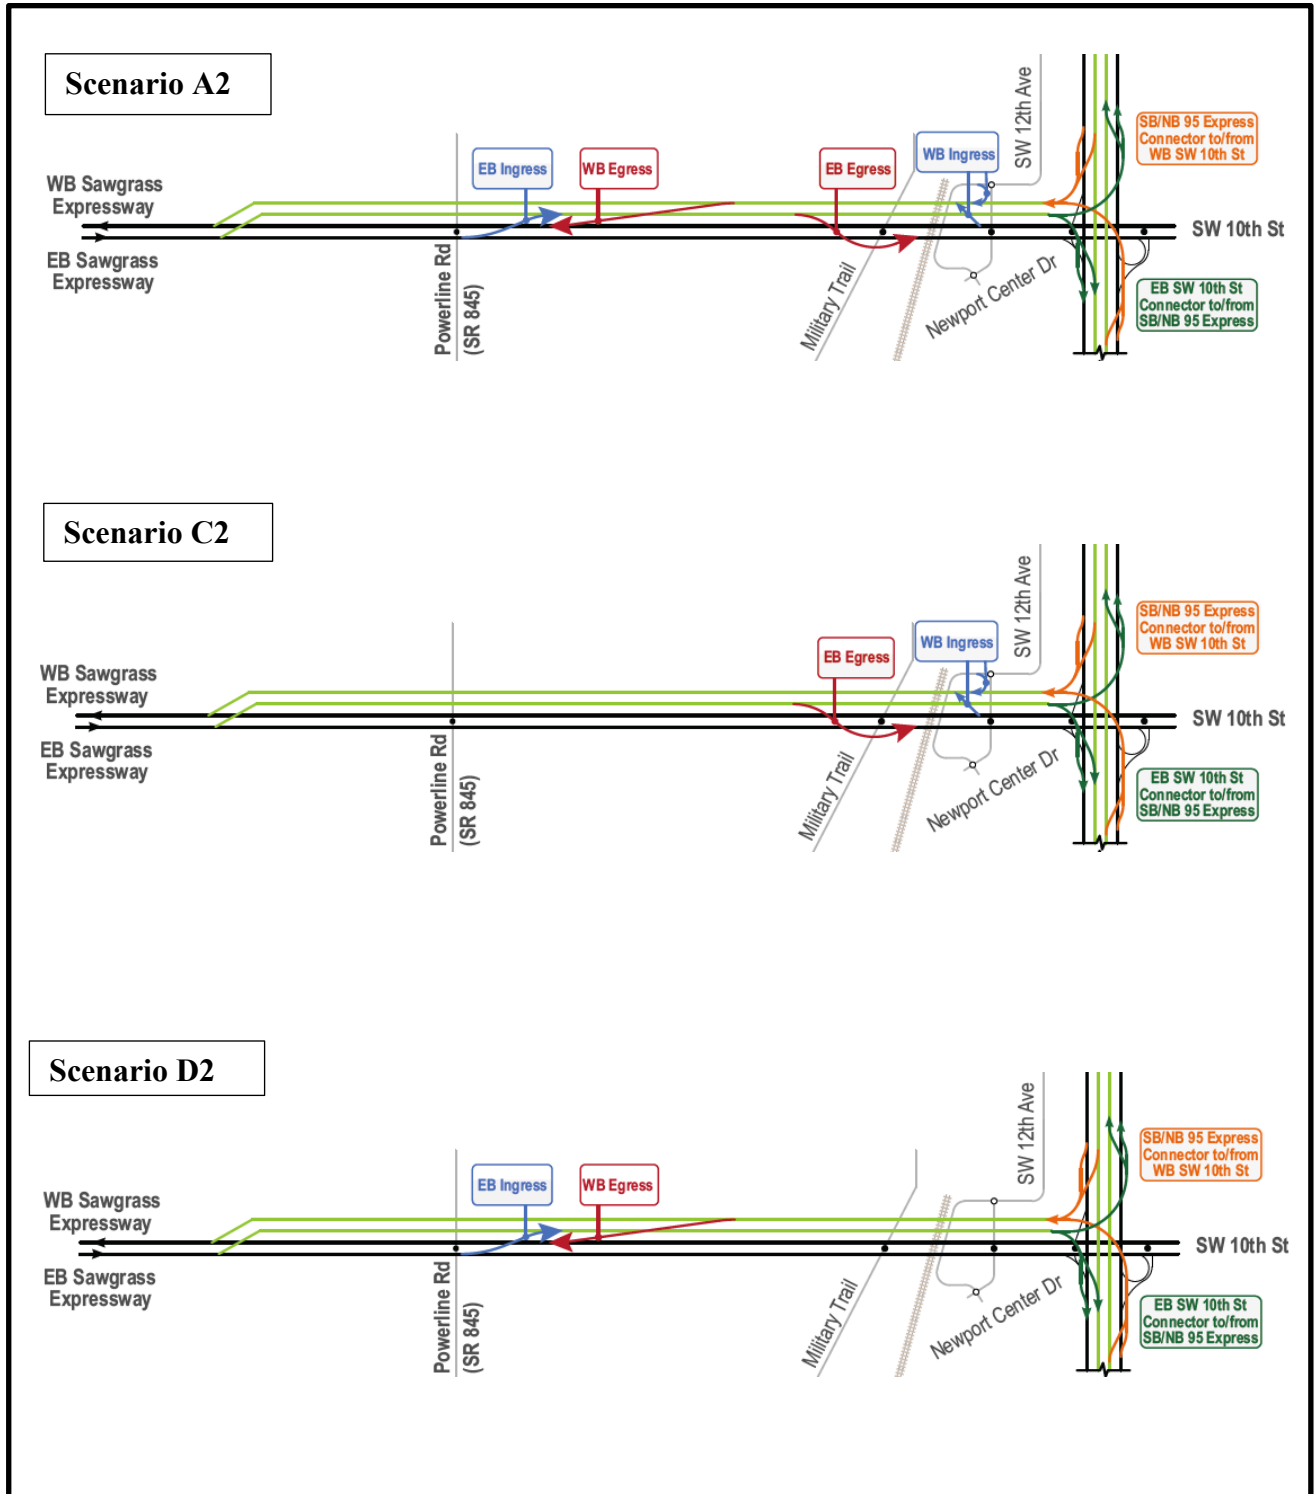 Scenario A2
SW 12th Ave
SB/NB 95 Express
Connector to/from
WB SW 10th St
EB Ingress
WB Egress
EB Egress
WB Ingress
WB Sawgrass
Expressway
SW 10th St
EB Sawgrass
Expressway
Powerline Rd
(SR 845)
Military Trail
Newport Center Dr
EB SW 10th St
Connector to/from
SB/NB 95 Express
Scenario C2
SW 12th Ave
SB/NB 95 Express
Connector to/from
WB SW 10th St
EB Egress
WB Ingress
WB Sawgrass
Expressway
SW 10th St
EB Sawgrass
Expressway
Powerline Rd
(SR 845)
Military Trail
Newport Center Dr
EB SW 10th St
Connector to/from
SB/NB 95 Express
Scenario D2
SW 12th Ave
SB/NB 95 Express
Connector to/from
WB SW 10th St
EB Ingress
WB Egress
WB Sawgrass
Expressway
SW 10th St
EB Sawgrass
Expressway
Powerline Rd
(SR 845)
Military Trail
Newport Center Dr
EB SW 10th St
Connector to/from
SB/NB 95 Express